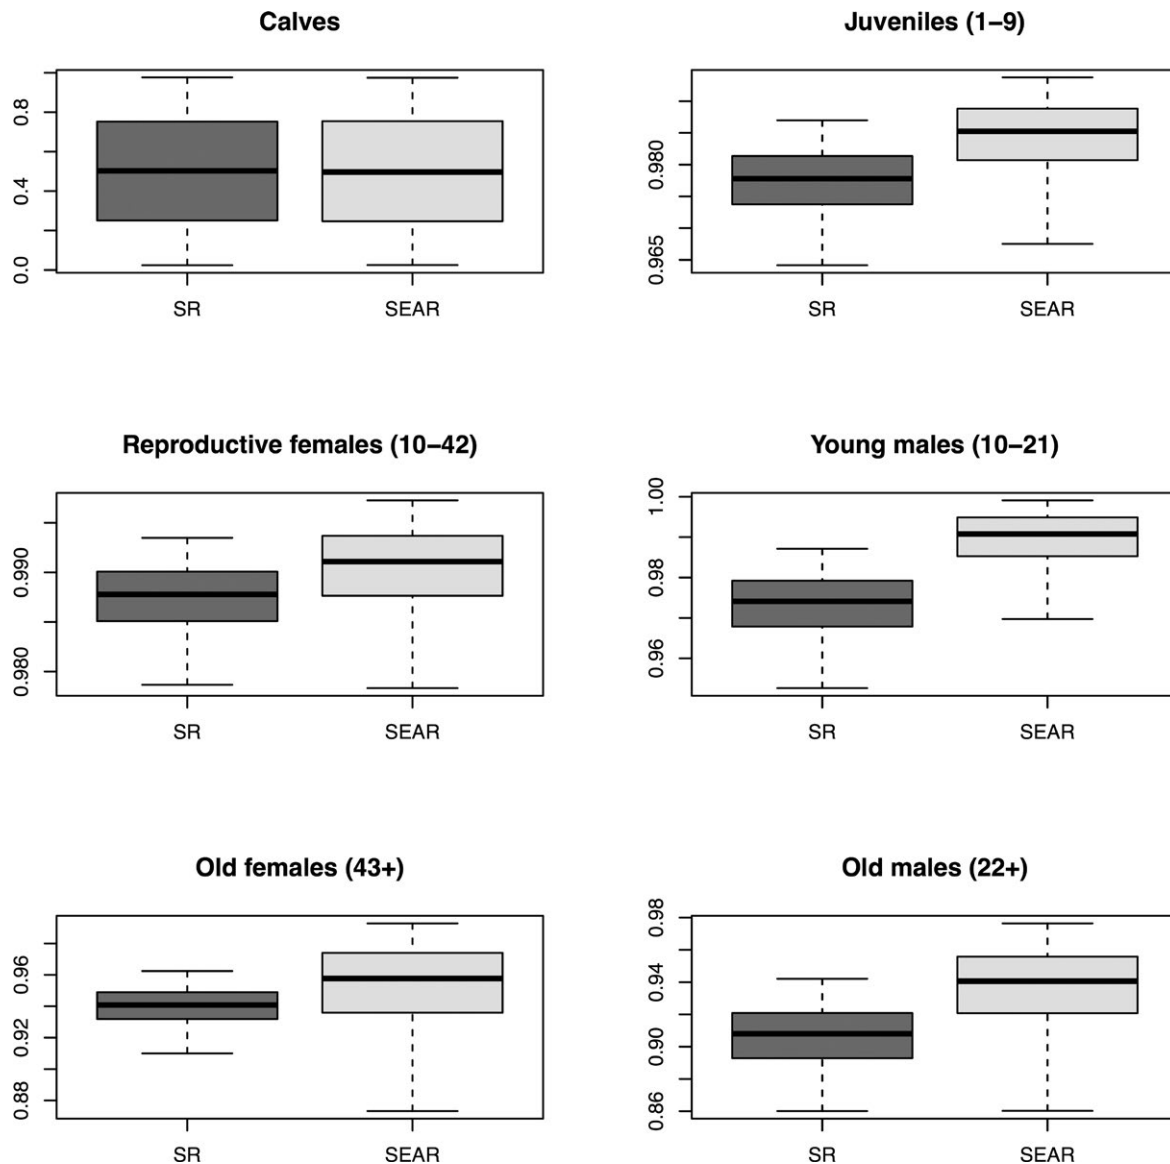 Calves
0.8
0.4
0.0
SR SEAR
Juveniles (1–9)
0.980
0.965
SR SEAR
Reproductive females (10–42)
0.990
0.980
SR SEAR
Young males (10–21)
1.00
0.98
0.96
SR SEAR
Old females (43+)
0.96
0.92
0.88
SR SEAR
Old males (22+)
0.98
0.94
0.90
0.86
SR SEAR